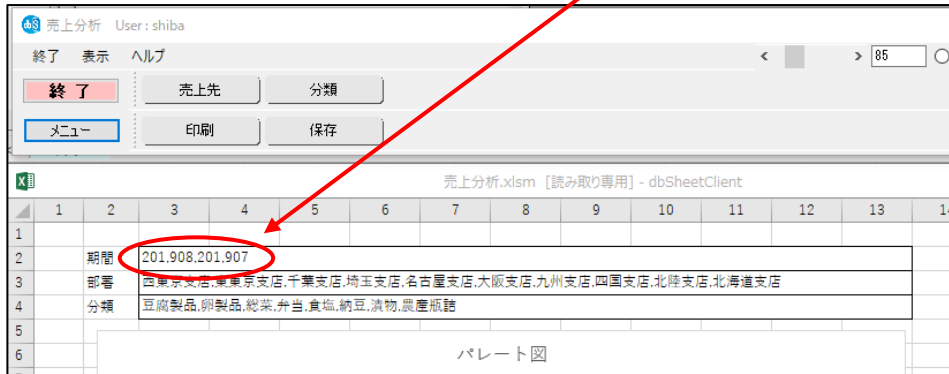 売上分析 User : shiba
終了 表示 ヘルプ
< > 85
終 了 売上先 分類
メニュー 印刷 保存
売上分析.xlsm [読み取り専用] - dbSheetClient
1 2 3 4 5 6 7 8 9 10 11 12 13
1
2 期間 201,908,201,907
3 部署 西東京支店,東東京支店,千葉支店,埼玉支店,名古屋支店,大阪支店,九州支店,四国支店,北陸支店,北海道支店
4 分類 豆腐製品,卵製品,総菜,弁当,食塩,納豆,漬物,農産瓶詰
5
6 パレート図